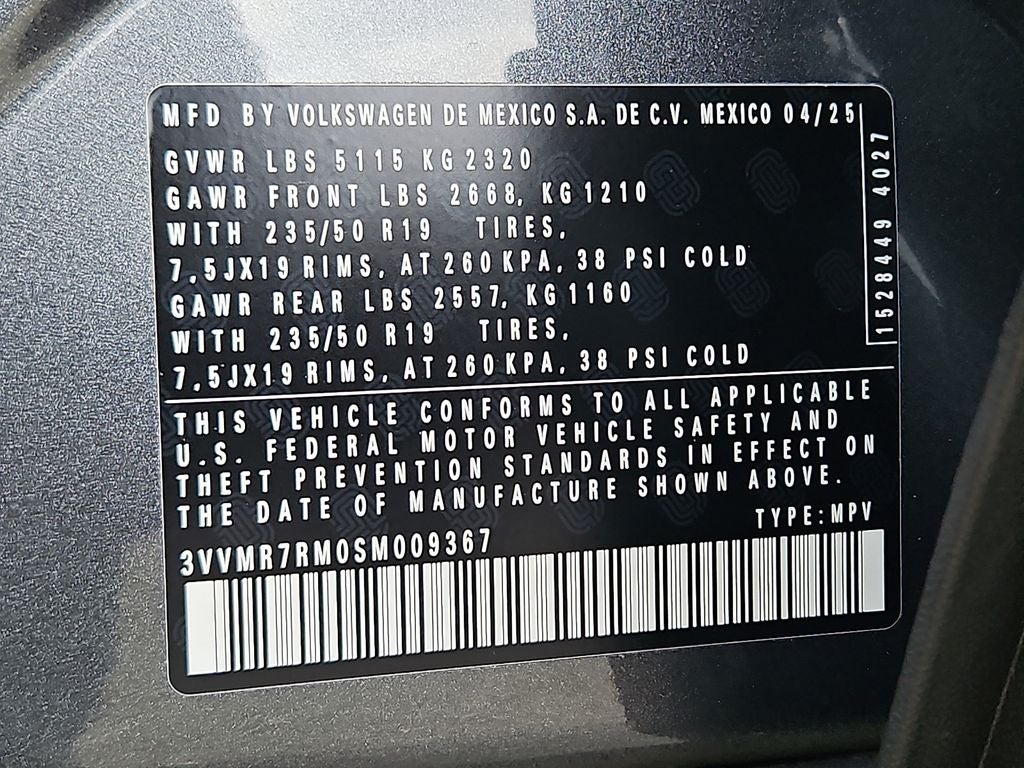 MFD BY VOLKSWAGEN DE MEXICO S.A. DE C.V. MEXICO 04/25
GVWR LBS 5115 KG 2320
GAWR FRONT LBS 2668, KG 1210
WITH 235/50 R19 TIRES,
7,5JX19 RIMS, AT 260 KPA, 38 PSI COLD
GAWR REAR LBS 2557, KG 1160
WITH 235/50 R19 TIRES,
7,5JX19 RIMS, AT 260 KPA, 38 PSI COLD
1528449 4027
THIS VEHICLE CONFORMS TO ALL APPLICABLE
U.S. FEDERAL MOTOR VEHICLE SAFETY AND
THEFT PREVENTION STANDARDS IN EFFECT ON
THE DATE OF MANUFACTURE SHOWN ABOVE.
TYPE: MPV
3VVMR7RM0SM009367